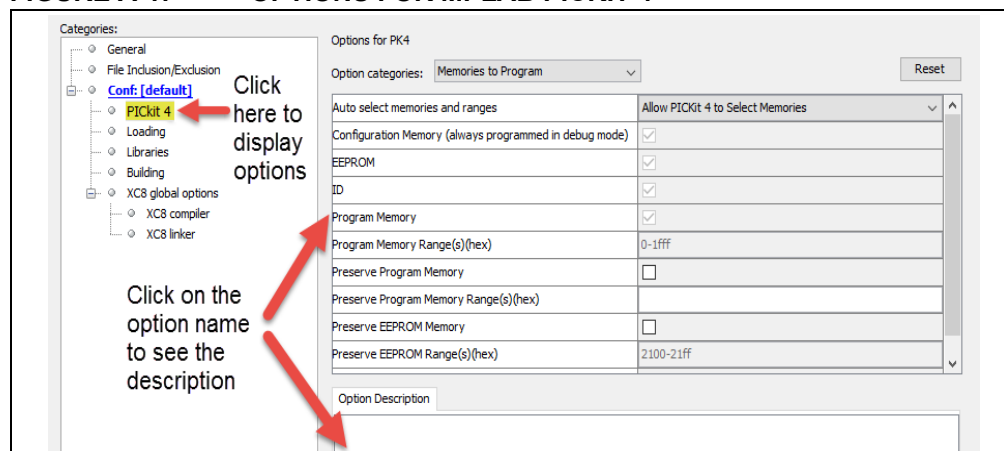 Categories:
General
File Inclusion/Exclusion
Conf: [default]
PICkit 4
Loading
Libraries
Building
XC8 global options
XC8 compiler
XC8 linker
Click
here to
display
options
Click on the
option name
to see the
description
Options for PK4
Option categories: Memories to Program
Reset
Auto select memories and ranges Allow PICKit 4 to Select Memories
Configuration Memory (always programmed in debug mode)
EEPROM
ID
Program Memory
Program Memory Range(s)(hex) 0-1fff
Preserve Program Memory
Preserve Program Memory Range(s)(hex)
Preserve EEPROM Memory
Preserve EEPROM Range(s)(hex) 2100-21ff
Option Description